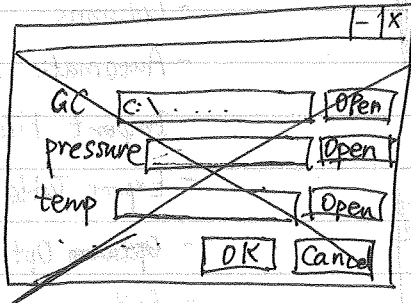 - X
GC C:\ .... Open
pressure Open
temp Open
OK Cancel